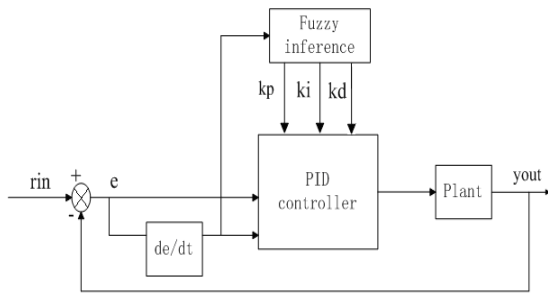 Fuzzy
inference
kp ki kd
rin
+
-
e
PID
controller
Plant
yout
de/dt